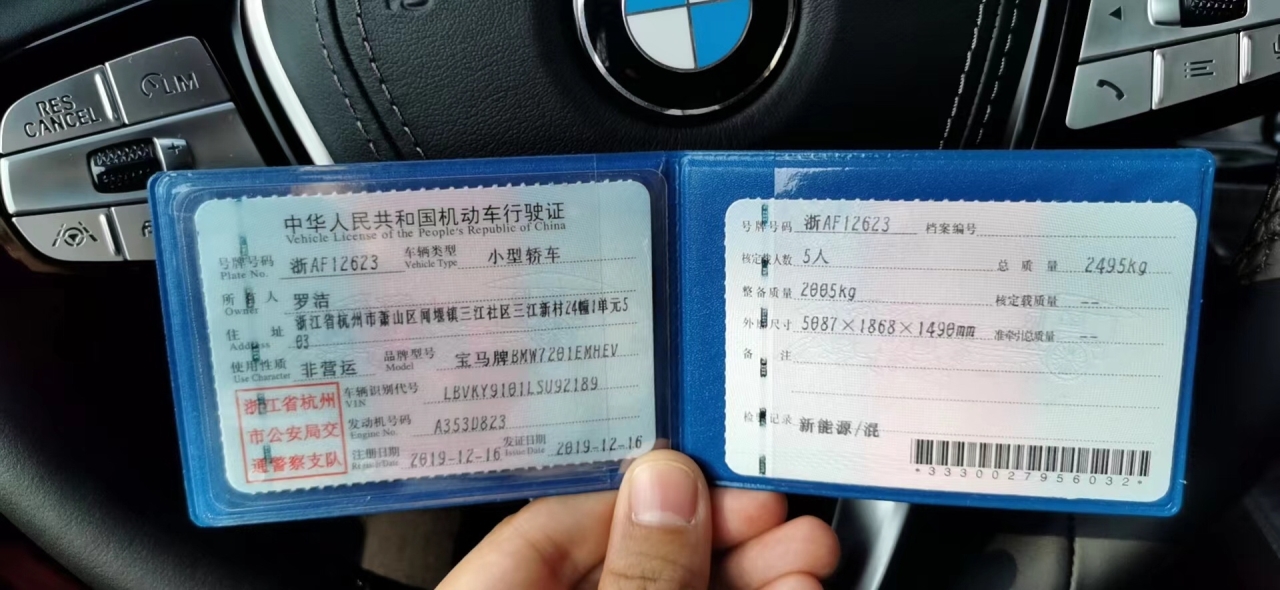 RES
CANCEL
LIM
+
中华人民共和国机动车行驶证
Vehicle License of the People's Republic of China
号牌号码 浙AF12623 车辆类型 小型轿车
Plate No. Vehicle Type
所有人 罗洁
Owner
住址 浙江省杭州市萧山区闻堰镇三江社区三江新村24幢1单元5
Address 03
使用性质 非营运 品牌型号 宝马牌BMW7201EMHEV
Use Character Model
车辆识别代号 LBVKY9101LSU92189
VIN
发动机号码 A353D823
Engine No.
注册日期 2019-12-16 发证日期 2019-12-16
Register Date Issue Date
浙江省杭州
市公安局交
通警察支队
号牌号码 浙AF12623 档案编号
核定载人数 5人 总质量 2495kg
整备质量 2005kg 核定载质量 --
外廓尺寸 5087×1868×1490mm 准牵引总质量 --
备注
检验记录 新能源/混
*3330027956032*